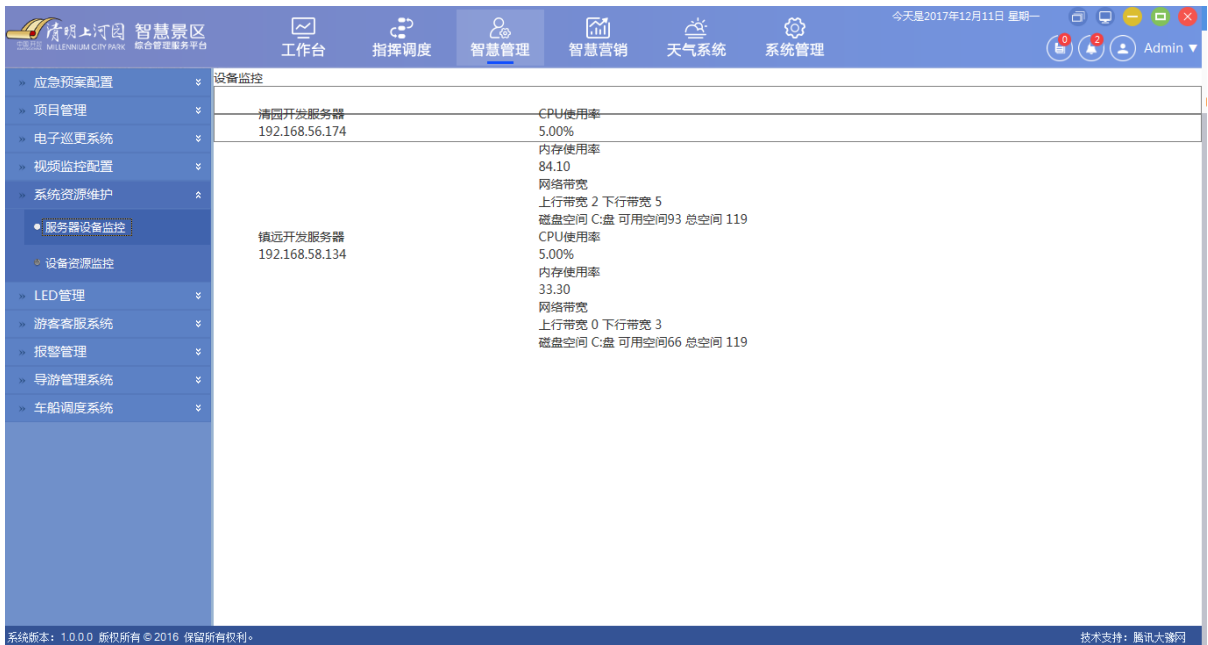 清明上河园 智慧景区
MILLENNIUM CITY PARK 综合管理服务平台
工作台
指挥调度
智慧管理
智慧营销
天气系统
系统管理
今天是2017年12月11日 星期一
0
2
Admin
应急预案配置
项目管理
电子巡更系统
视频监控配置
系统资源维护
服务器设备监控
设备资源监控
LED管理
游客客服系统
报警管理
导游管理系统
车船调度系统
设备监控
清园开发服务器 CPU使用率
192.168.56.174 5.00%
内存使用率
84.10
网络带宽
上行带宽 2 下行带宽 5
磁盘空间 C:盘 可用空间93 总空间 119
镇远开发服务器 CPU使用率
192.168.58.134 5.00%
内存使用率
33.30
网络带宽
上行带宽 0 下行带宽 3
磁盘空间 C:盘 可用空间66 总空间 119
系统版本：1.0.0.0 版权所有©2016 保留所有权利。
技术支持：腾讯大豫网